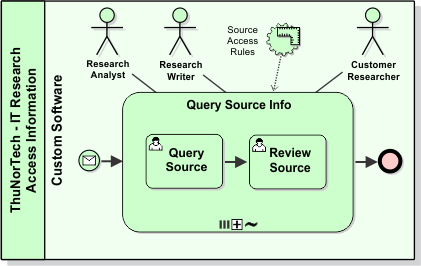 ThuNorTech - IT Research
Access Information
Custom Software
Research
Analyst
Research
Writer
Source
Access
Rules
Customer
Researcher
Query Source Info
Query
Source
Review
Source